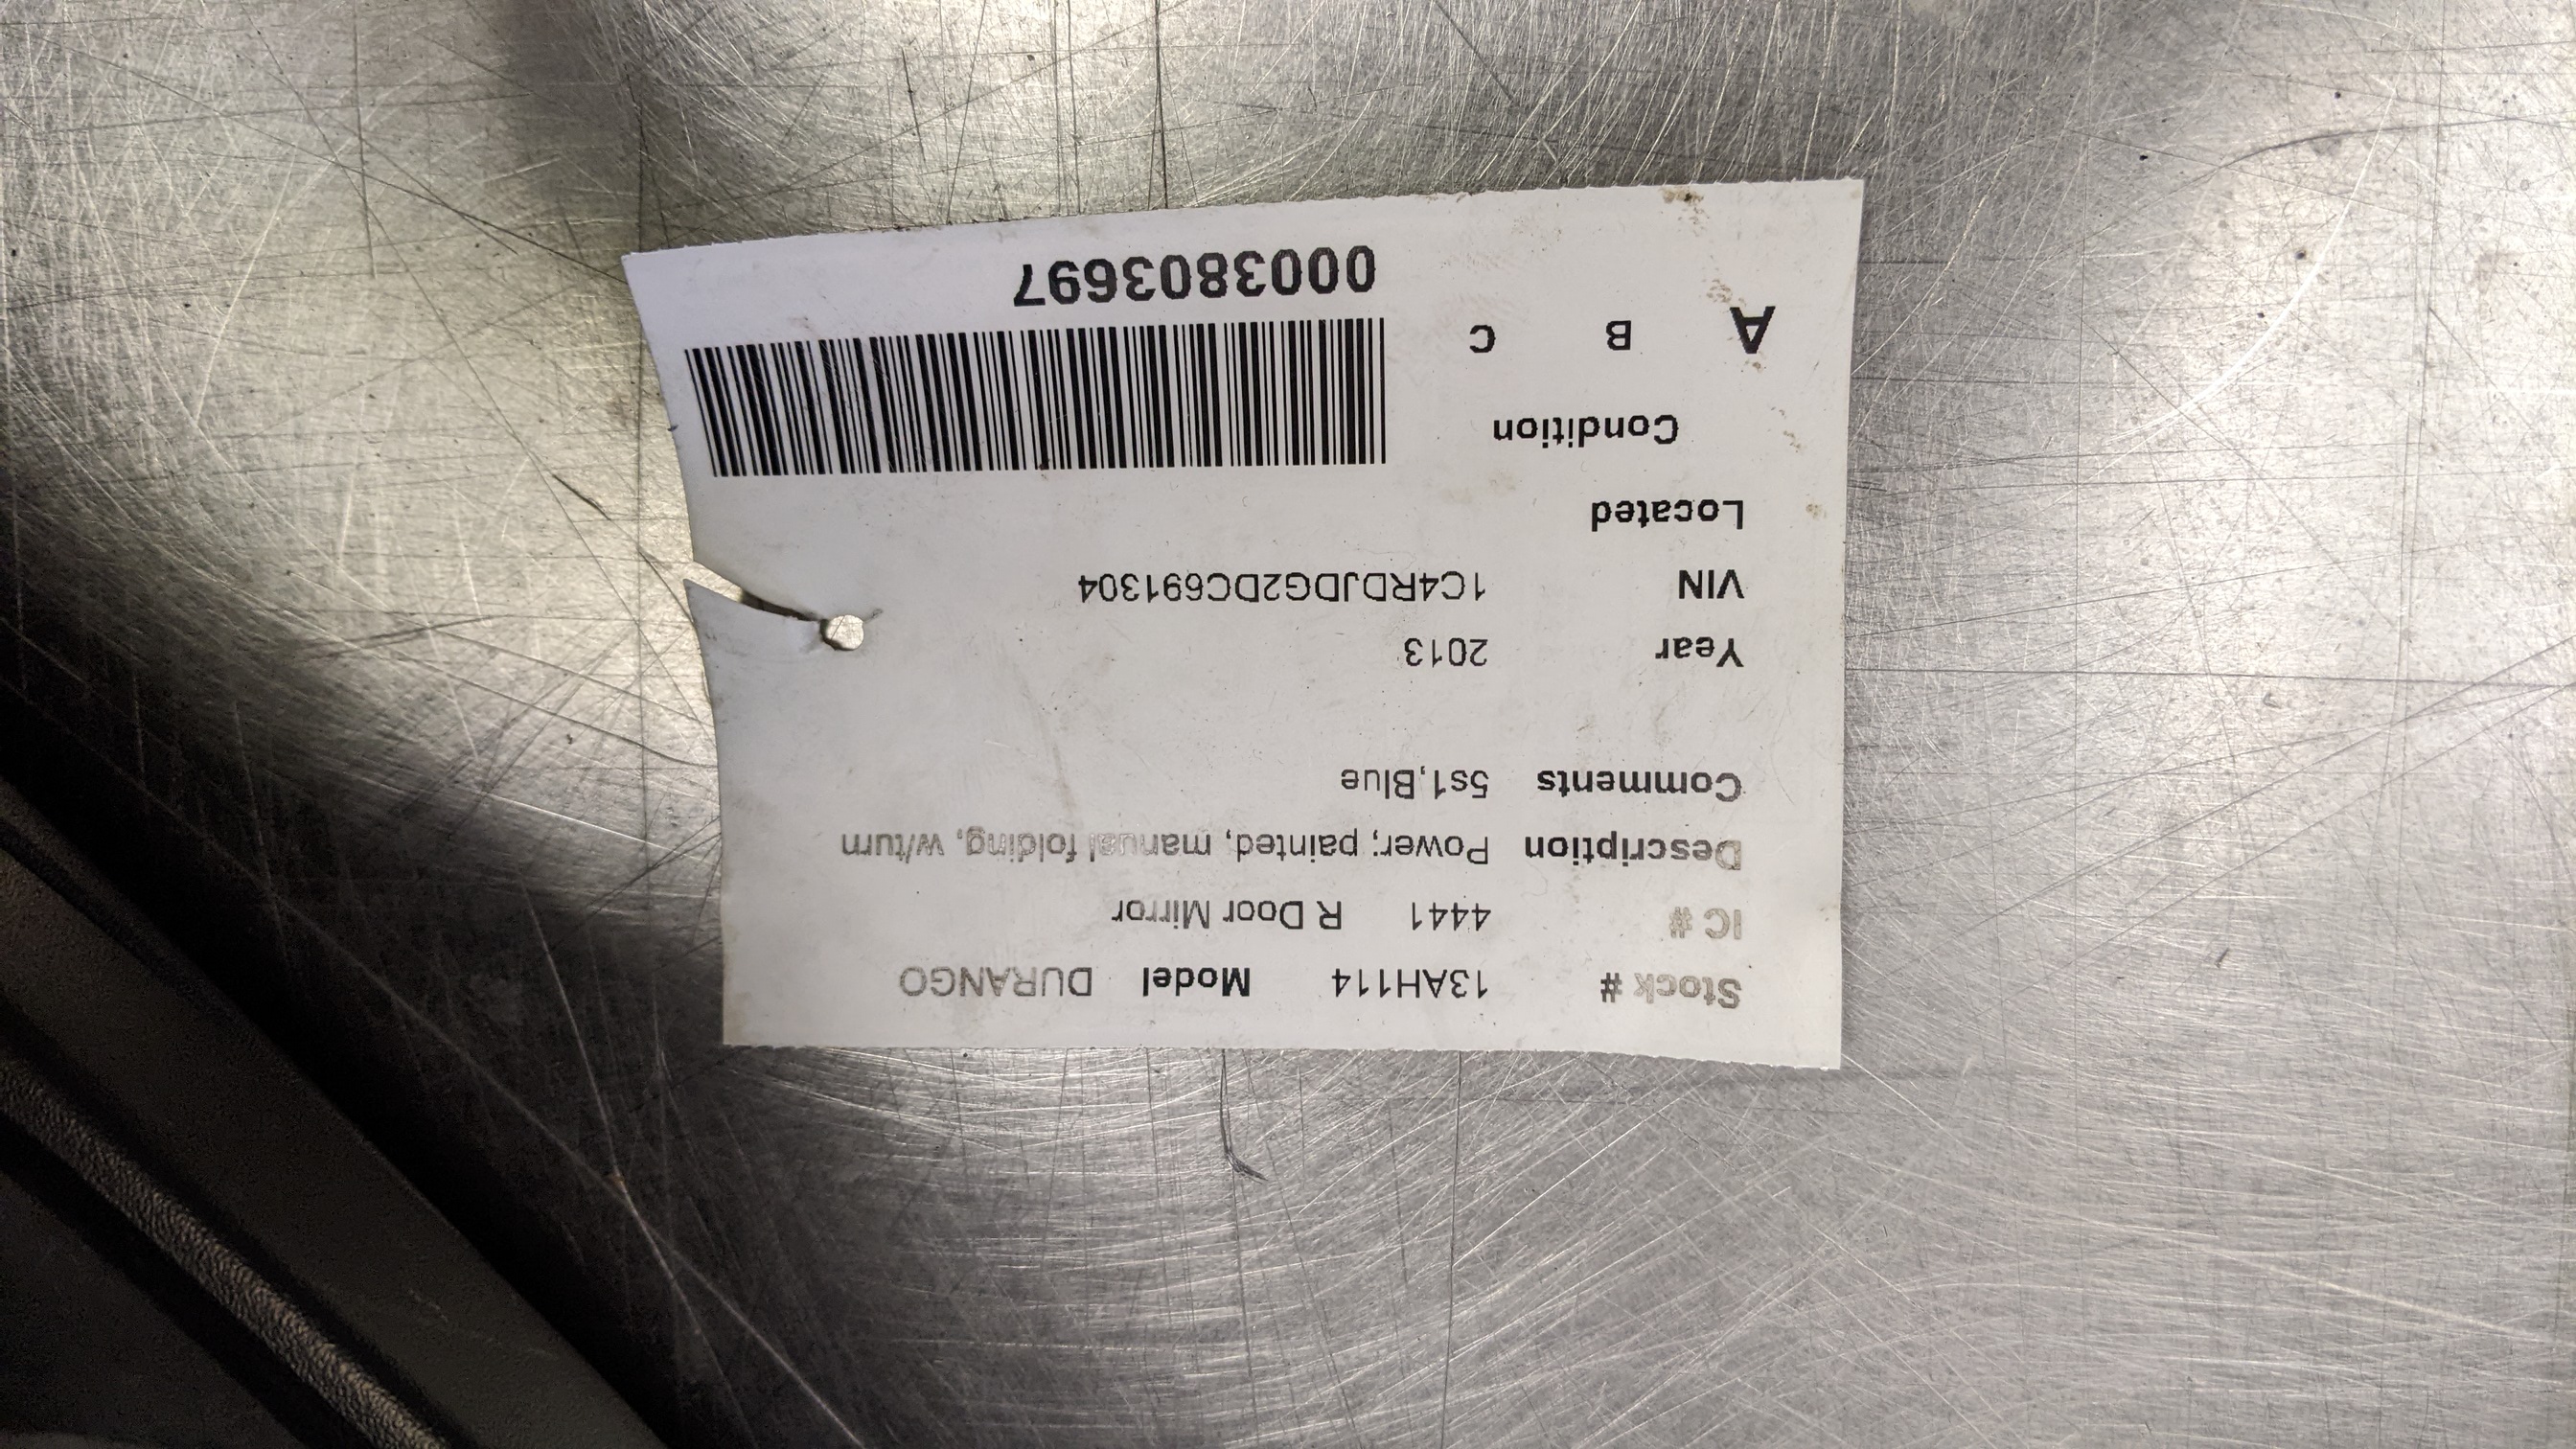 Stock # 13AH114 Model DURANGO
IC # 4441 R Door Mirror
Description Power, painted, manual folding, w/turn
Comments 5s1,Blue
Year 2013
VIN 1C4RDJDG2DC691304
Located
Condition
A B C
0003803697